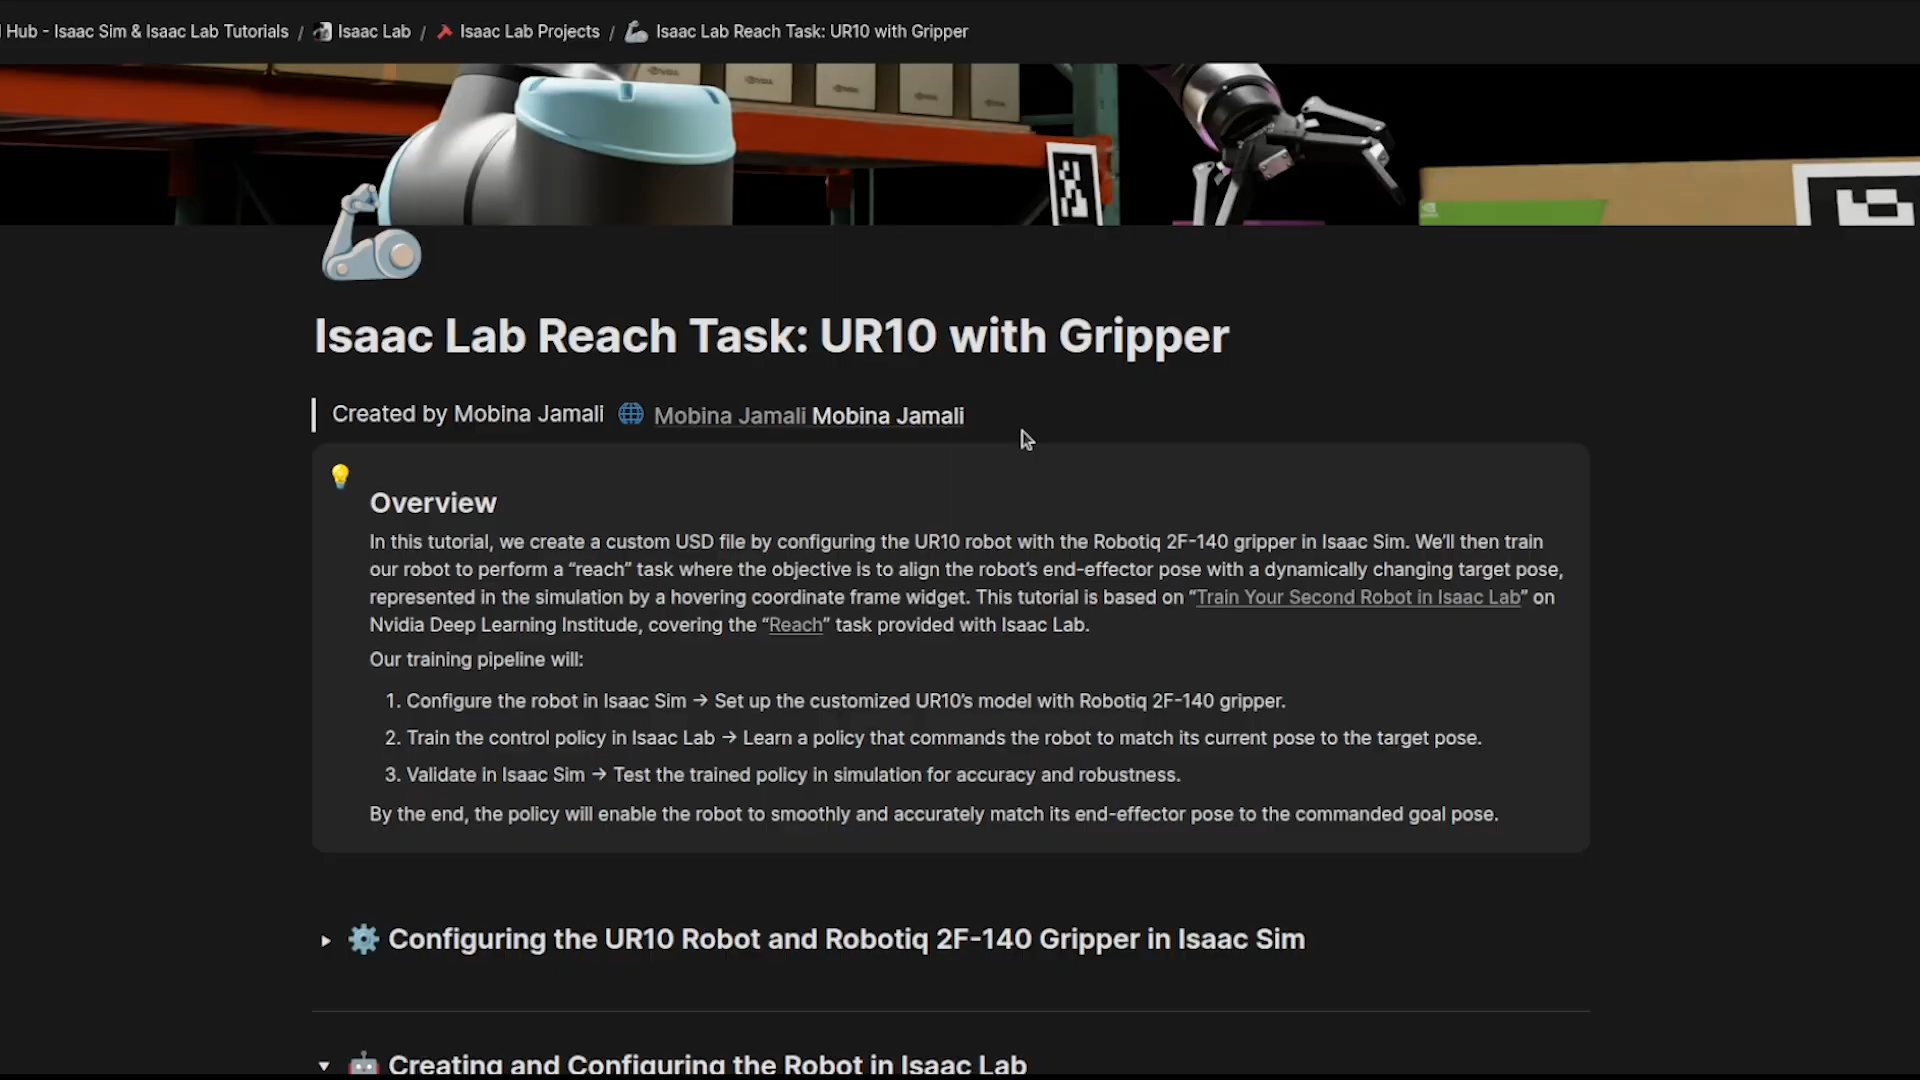 Hub - Isaac Sim & Isaac Lab Tutorials / Isaac Lab / Isaac Lab Projects / Isaac Lab Reach Task: UR10 with Gripper
Isaac Lab Reach Task: UR10 with Gripper
Created by Mobina Jamali Mobina Jamali Mobina Jamali
Overview
In this tutorial, we create a custom USD file by configuring the UR10 robot with the Robotiq 2F-140 gripper in Isaac Sim. We’ll then train
our robot to perform a “reach” task where the objective is to align the robot’s end-effector pose with a dynamically changing target pose,
represented in the simulation by a hovering coordinate frame widget. This tutorial is based on “Train Your Second Robot in Isaac Lab” on
Nvidia Deep Learning Institude, covering the “Reach” task provided with Isaac Lab.
Our training pipeline will:
1. Configure the robot in Isaac Sim → Set up the customized UR10’s model with Robotiq 2F-140 gripper.
2. Train the control policy in Isaac Lab → Learn a policy that commands the robot to match its current pose to the target pose.
3. Validate in Isaac Sim → Test the trained policy in simulation for accuracy and robustness.
By the end, the policy will enable the robot to smoothly and accurately match its end-effector pose to the commanded goal pose.
Configuring the UR10 Robot and Robotiq 2F-140 Gripper in Isaac Sim
Creating and Configuring the Robot in Isaac Lab